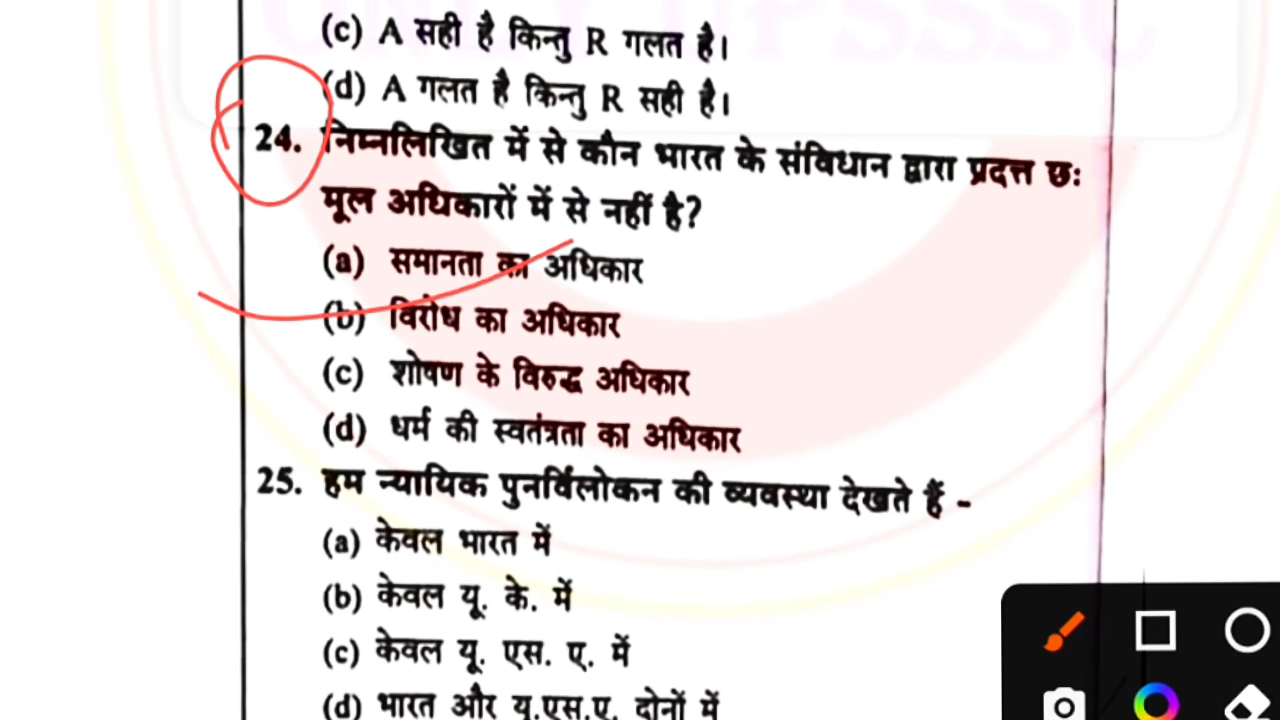 (c) A सही है किन्तु R गलत है।
(d) A गलत है किन्तु R सही है।
24. निम्नलिखित में से कौन भारत के संविधान द्वारा प्रदत्त छः
मूल अधिकारों में से नहीं है?
(a) समानता का अधिकार
(b) विरोध का अधिकार
(c) शोषण के विरुद्ध अधिकार
(d) धर्म की स्वतंत्रता का अधिकार
25. हम न्यायिक पुनर्विलोकन की व्यवस्था देखते हैं -
(a) केवल भारत में
(b) केवल यू. के. में
(c) केवल यू. एस. ए. में
(d) भारत और यू.एस.ए. दोनों में